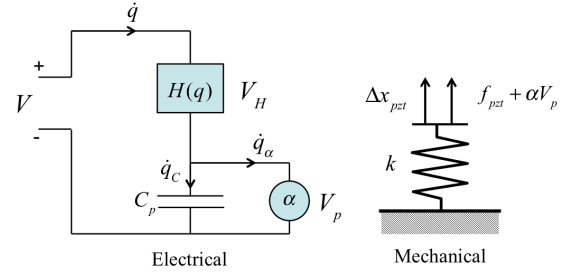 q̇
+
V
-
H(q)
V_H
q̇_α
q̇_C
C_p
α
V_p
Electrical
Δx_pzt
f_pzt + αV_p
k
Mechanical